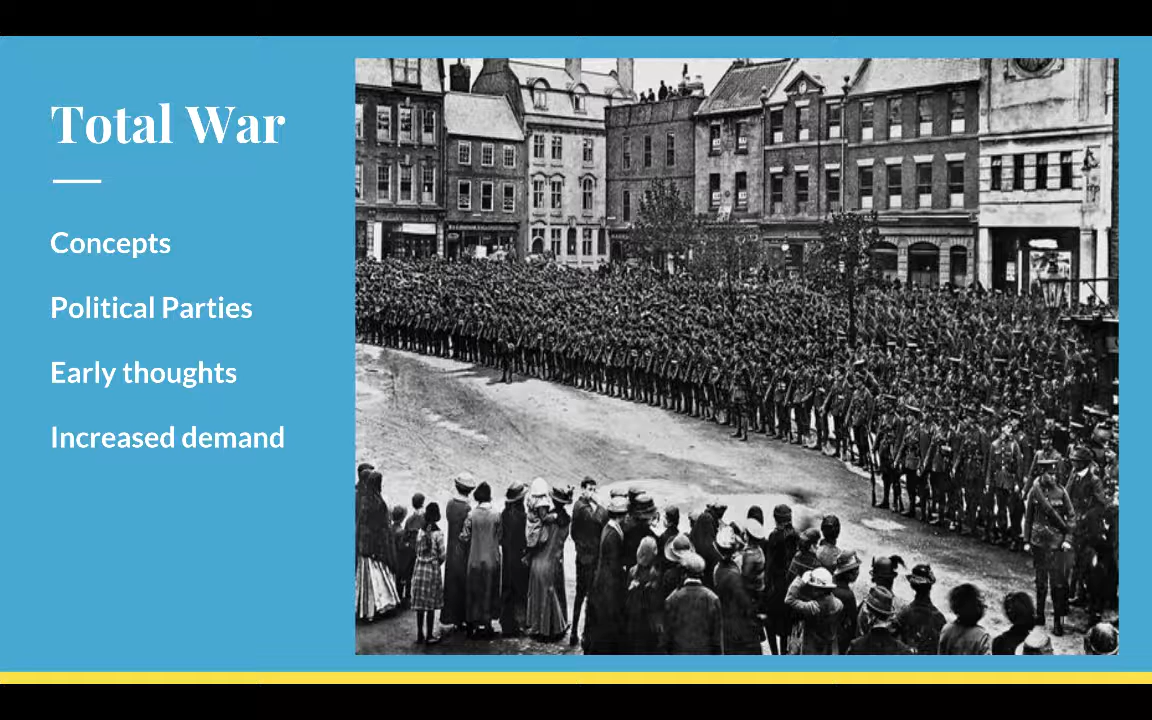 Total War
Concepts
Political Parties
Early thoughts
Increased demand